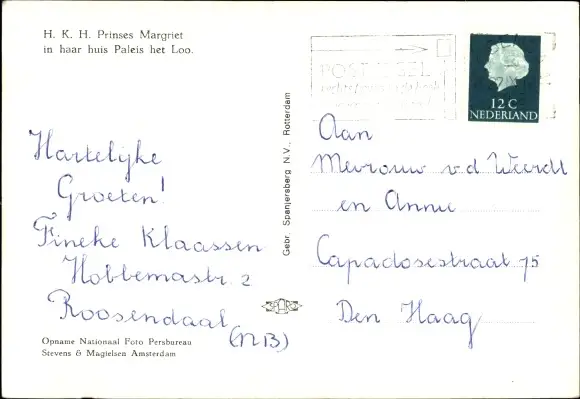 H. K. H. Prinses Margriet
in haar huis Paleis het Loo.
Hartelijke
Groeten!
Fineke Klaassen
Hobbemastr. 2
Roosendaal
(N.B)
Opname Nationaal Foto Persbureau
Stevens & Magielsen Amsterdam
Gebr. Spanjersberg N.V., Rotterdam
POSTZEGEL
12 C
NEDERLAND
Aan
Mevrouw v d Weerdt
en Annie
Capadosestraat 75
Den Haag